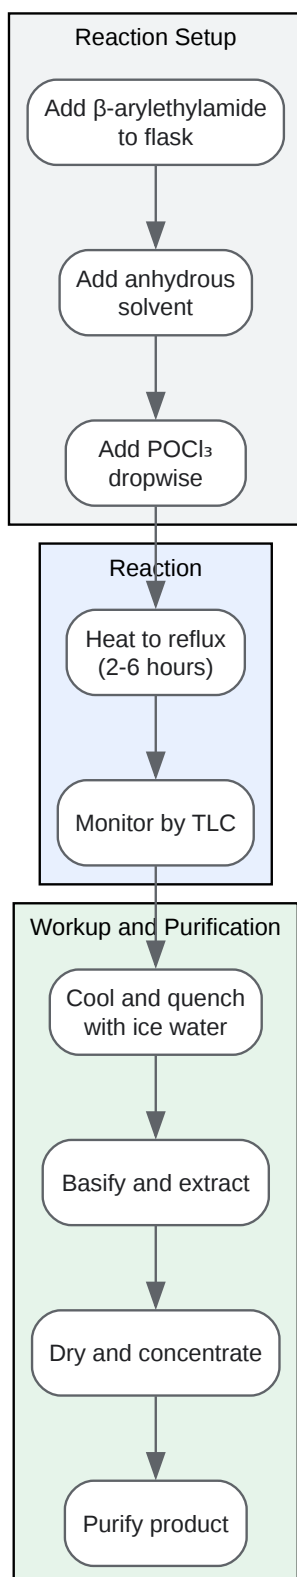 Reaction Setup
Add β-arylethylamide
to flask
Add anhydrous
solvent
Add POCl₃
dropwise
Reaction
Heat to reflux
(2-6 hours)
Monitor by TLC
Workup and Purification
Cool and quench
with ice water
Basify and extract
Dry and concentrate
Purify product